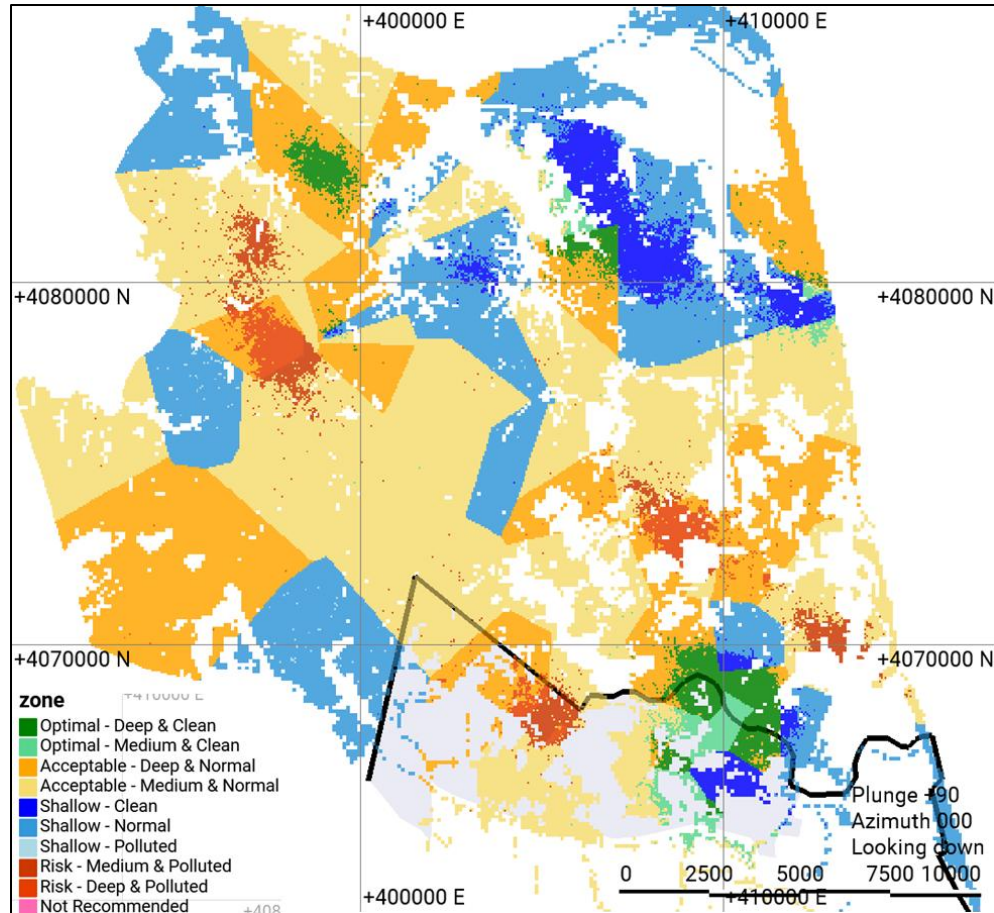 +400000 E
+410000 E
+4080000 N
+4080000 N
+4070000 N
+4070000 N
+410000 E
zone
Optimal - Deep & Clean
Optimal - Medium & Clean
Acceptable - Deep & Normal
Acceptable - Medium & Normal
Shallow - Clean
Shallow - Normal
Shallow - Polluted
Risk - Medium & Polluted
Risk - Deep & Polluted
Not Recommended
+408
Plunge +90
Azimuth 000
Looking down
0 2500 5000 7500 10000
+400000 E
+410000 E